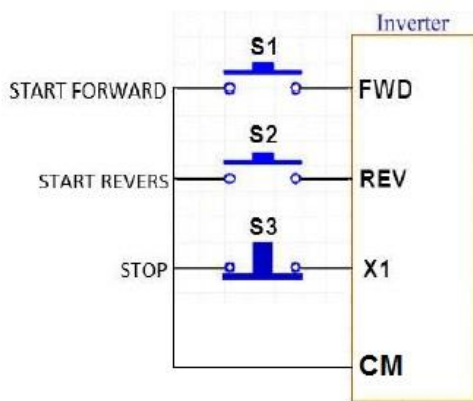 Inverter
S1
START FORWARD
FWD
S2
START REVERS
REV
S3
STOP
X1
CM